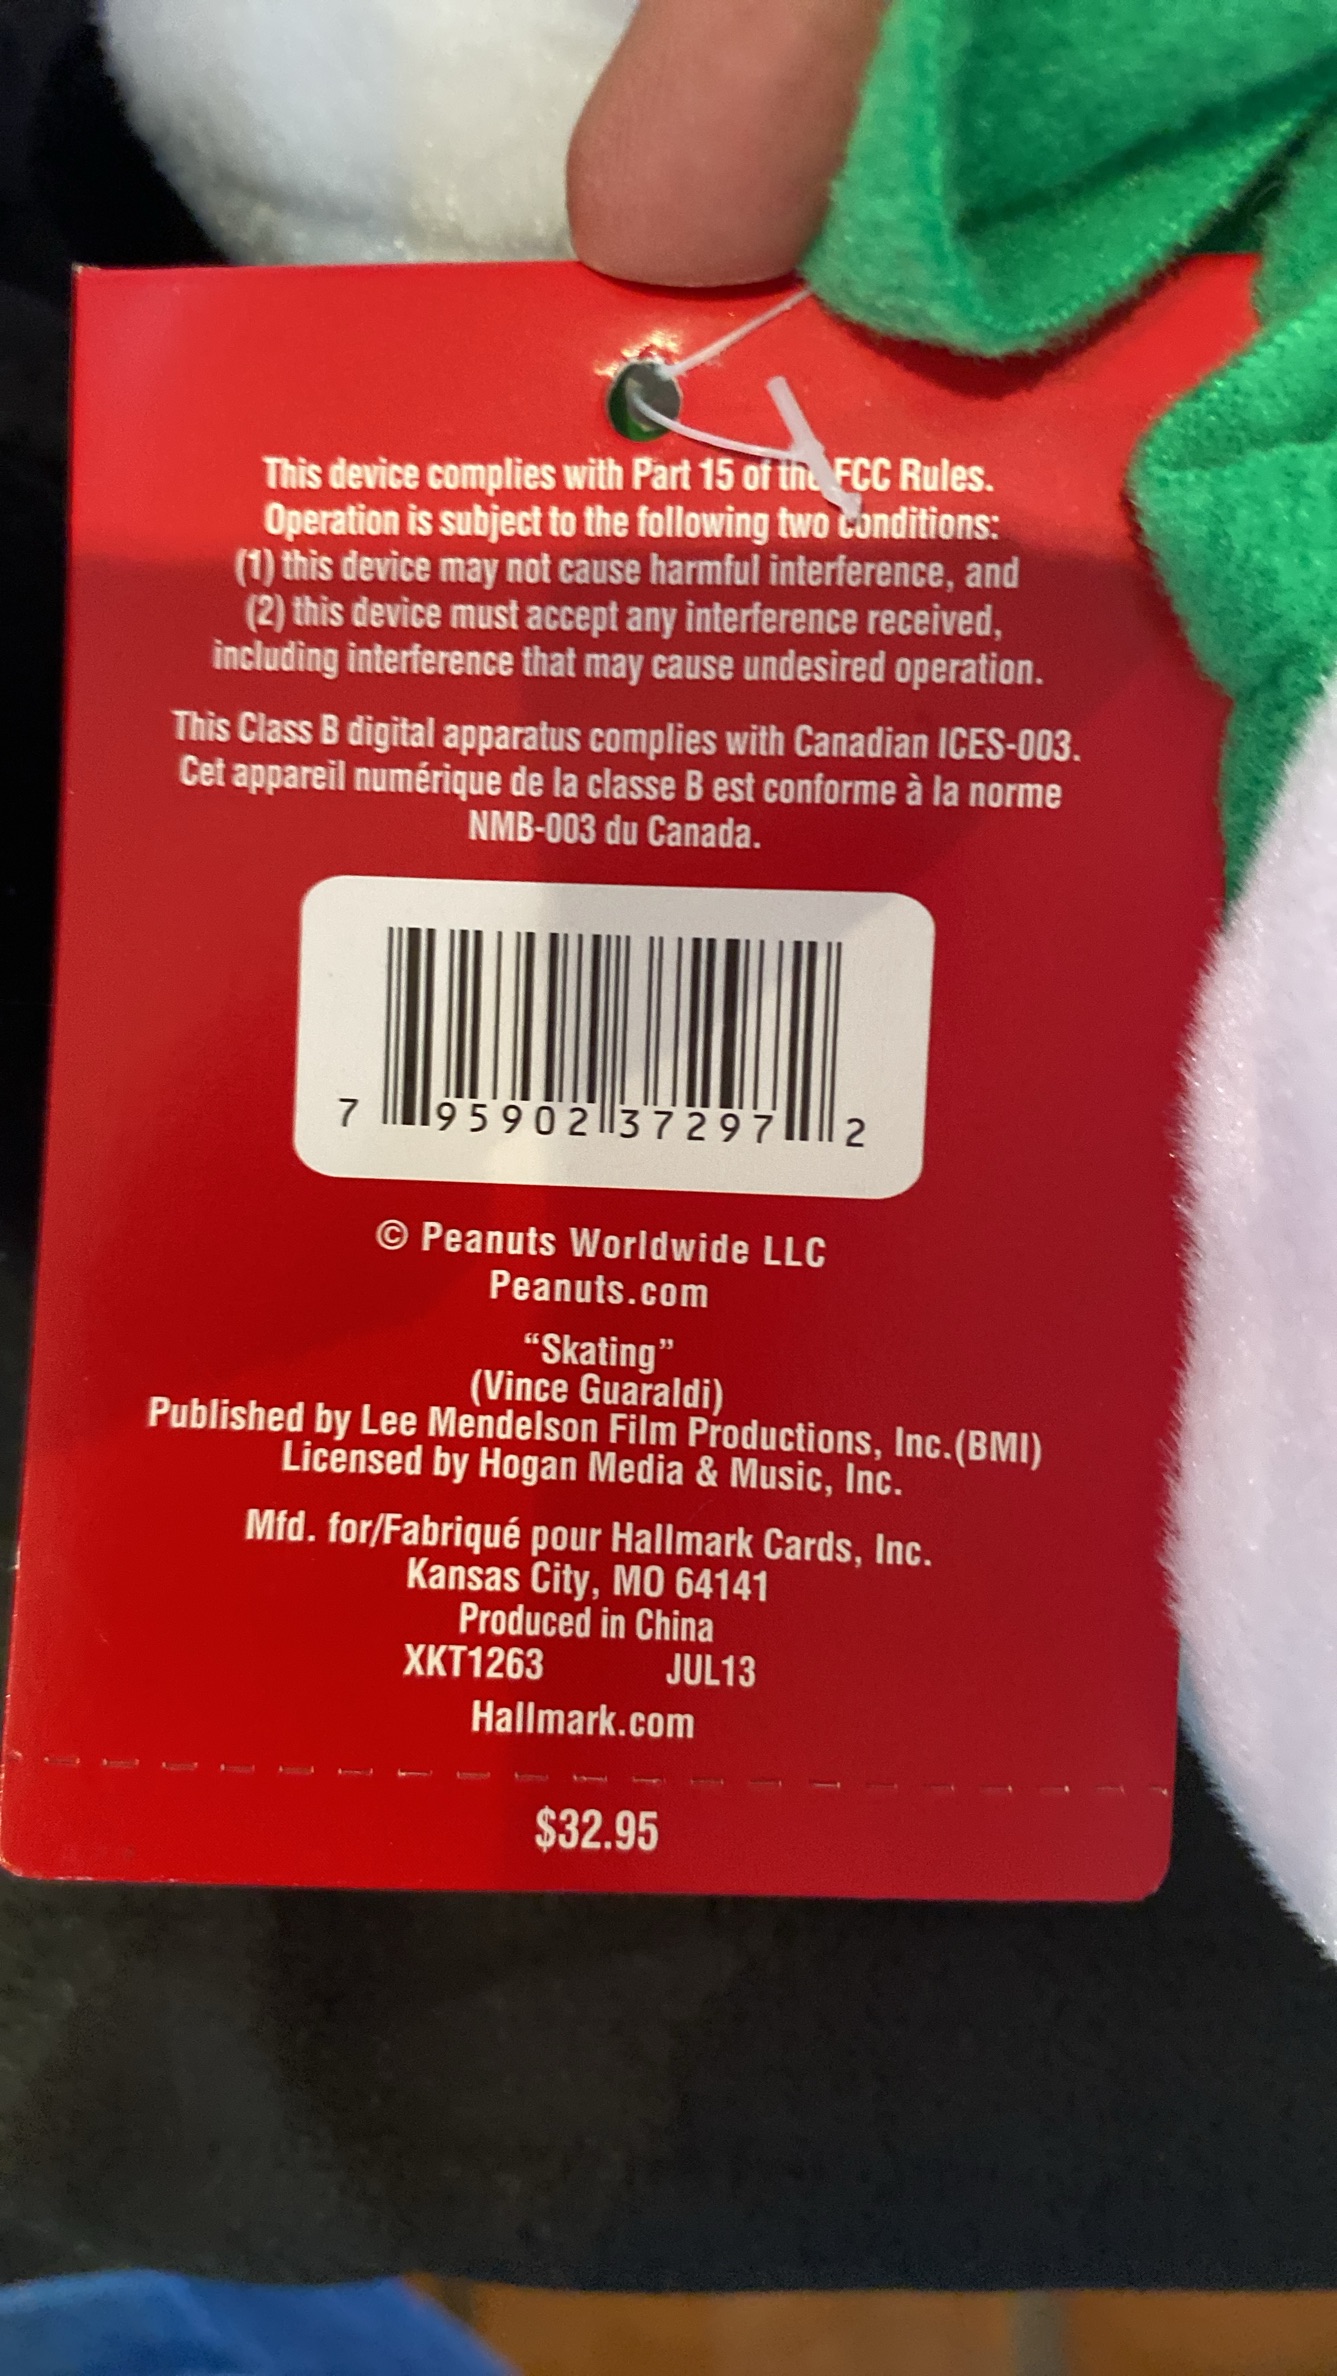 This device complies with Part 15 of the FCC Rules.
Operation is subject to the following two conditions:
(1) this device may not cause harmful interference, and
(2) this device must accept any interference received,
including interference that may cause undesired operation.
This Class B digital apparatus complies with Canadian ICES-003.
Cet appareil numérique de la classe B est conforme à la norme
NMB-003 du Canada.
7 95902 37297 2
© Peanuts Worldwide LLC
Peanuts.com
“Skating”
(Vince Guaraldi)
Published by Lee Mendelson Film Productions, Inc.(BMI)
Licensed by Hogan Media & Music, Inc.
Mfd. for/Fabriqué pour Hallmark Cards, Inc.
Kansas City, MO 64141
Produced in China
XKT1263 JUL13
Hallmark.com
$32.95